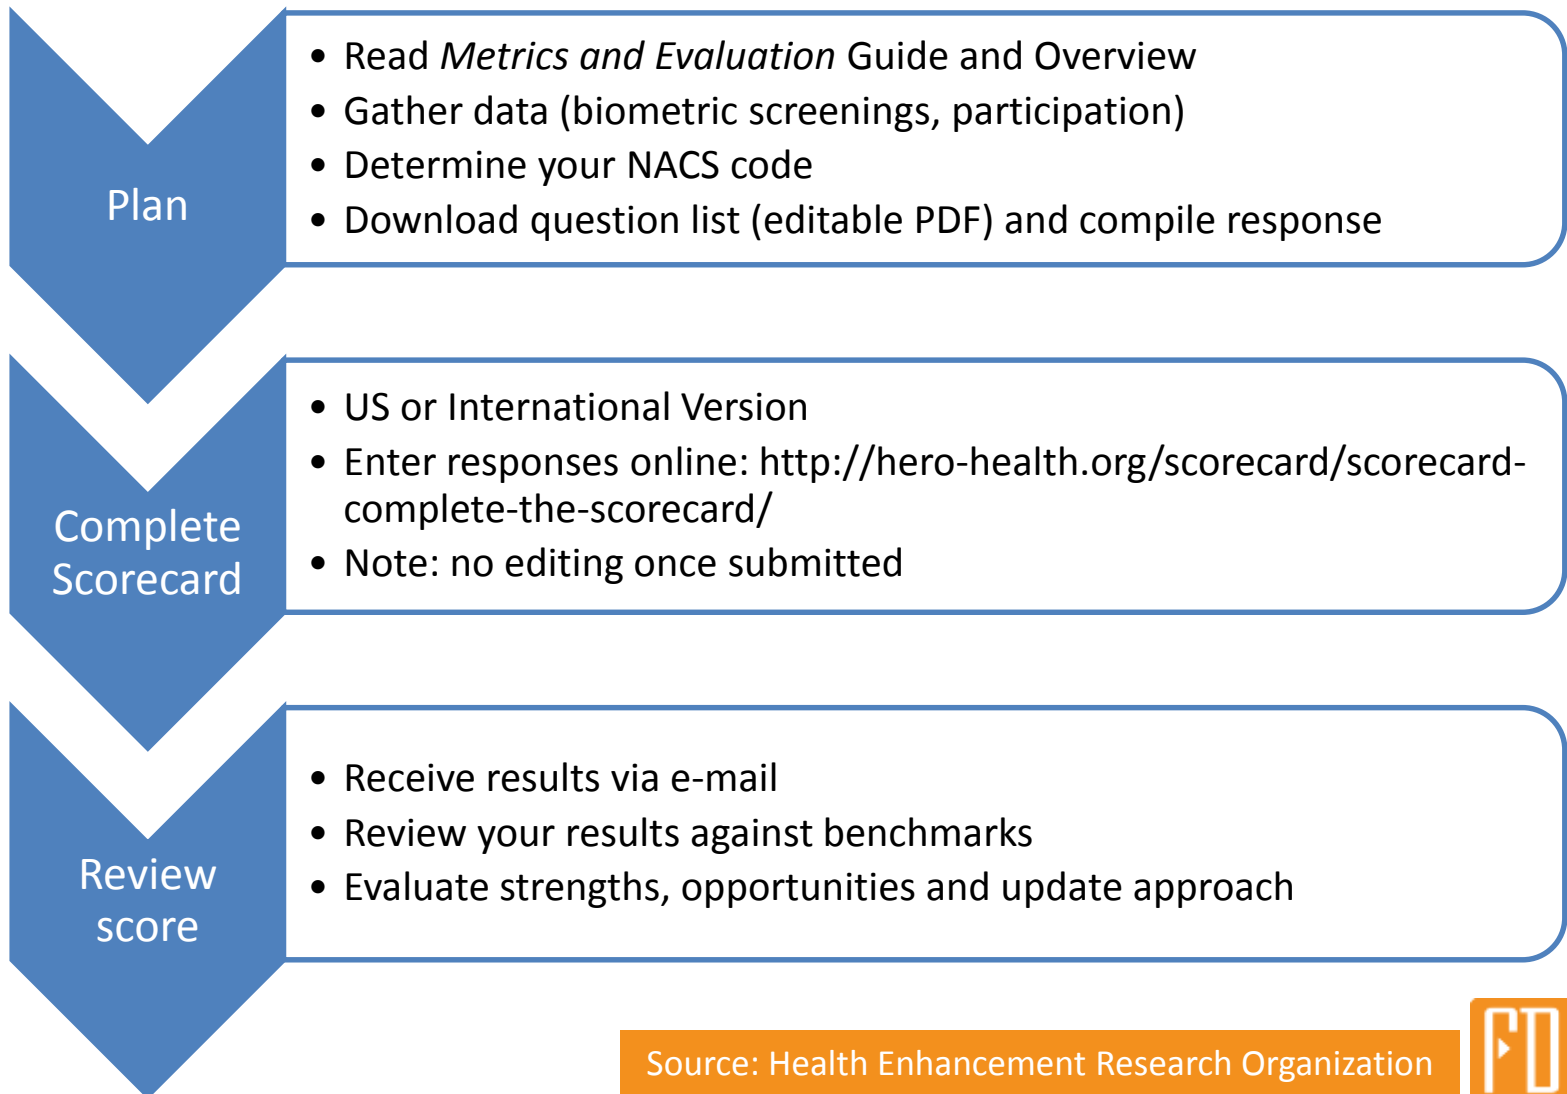 Plan
• Read Metrics and Evaluation Guide and Overview
• Gather data (biometric screenings, participation)
• Determine your NACS code
• Download question list (editable PDF) and compile response
Complete
Scorecard
• US or International Version
• Enter responses online: http://hero-health.org/scorecard/scorecard-
complete-the-scorecard/
• Note: no editing once submitted
Review
score
• Receive results via e-mail
• Review your results against benchmarks
• Evaluate strengths, opportunities and update approach
Source: Health Enhancement Research Organization